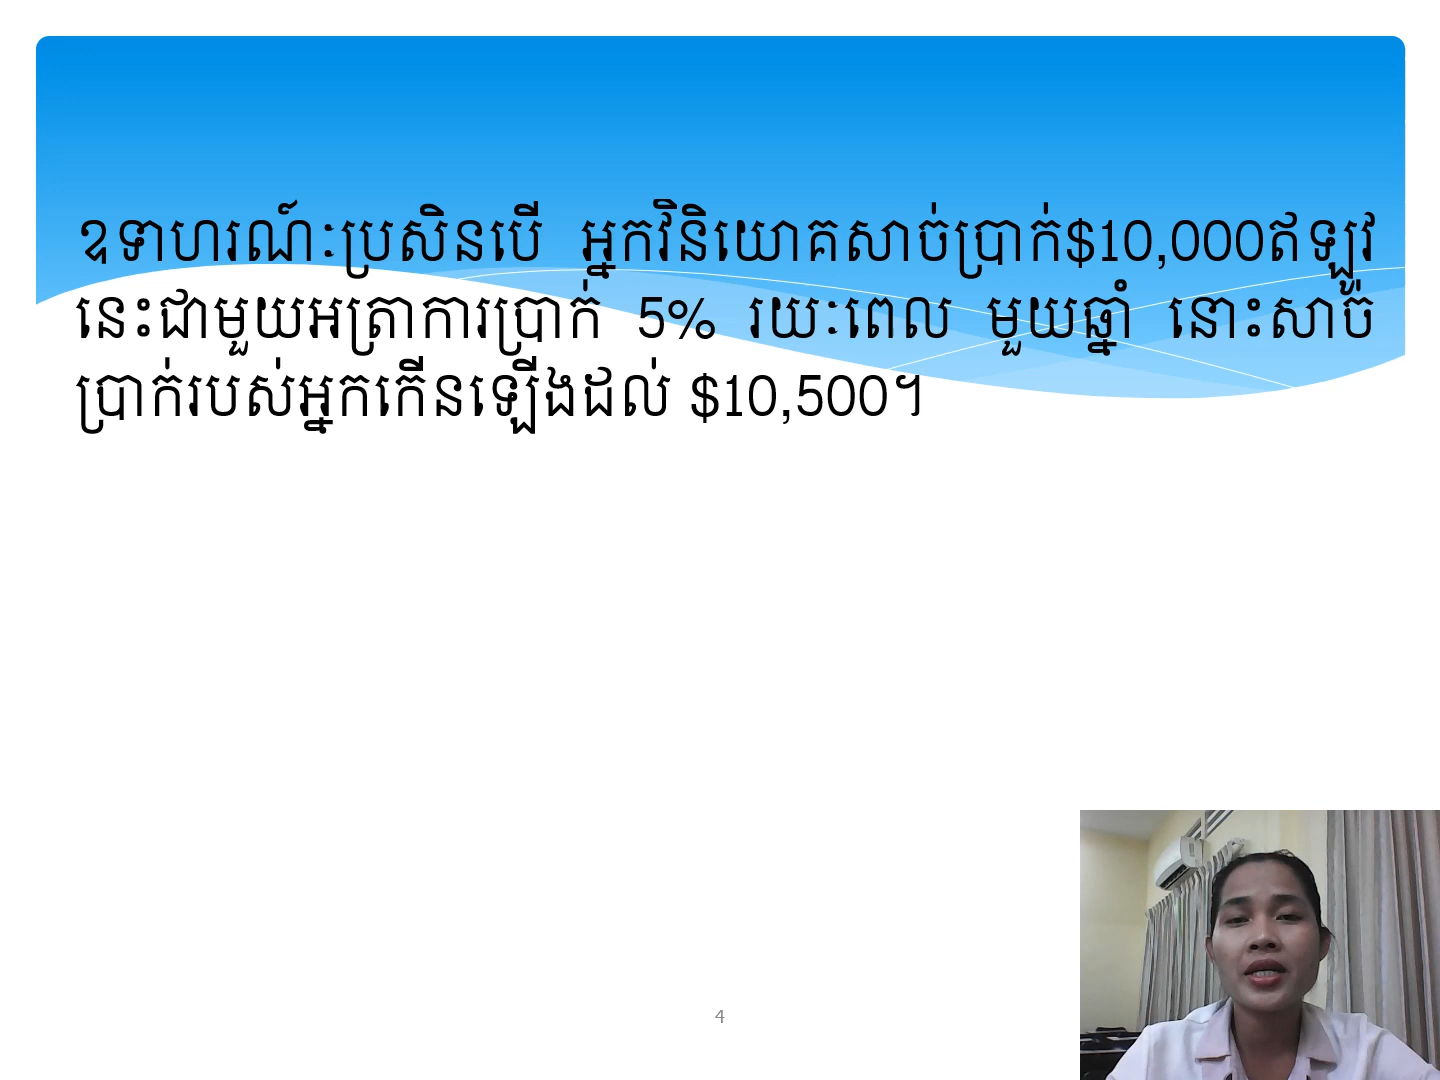 ឧទាហរណ៍ៈប្រសិនបើ អ្នកវិនិយោគសាច់ប្រាក់$10,000ឥឡូវ
នេះជាមួយអត្រាការប្រាក់ 5% រយៈពេល មួយឆ្នាំ នោះសាច់
ប្រាក់របស់អ្នកកើនឡើងដល់ $10,500។
4